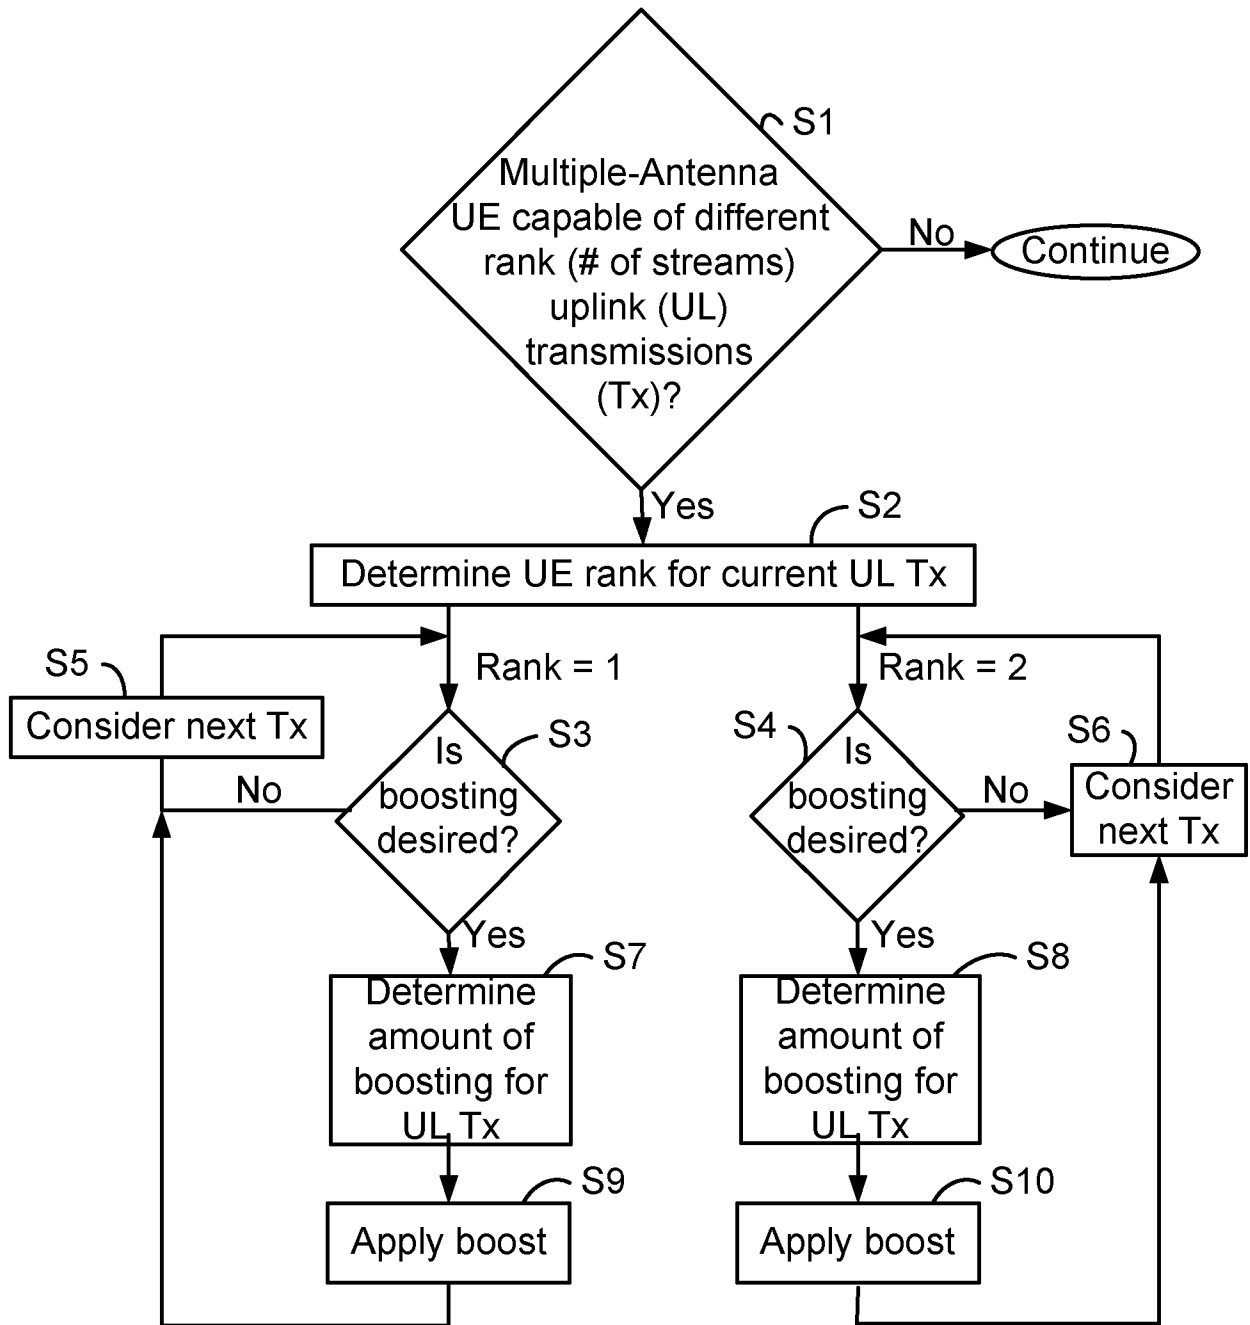 S1
Multiple-Antenna
UE capable of different
rank (# of streams)
uplink (UL)
transmissions
(Tx)?
No
Continue
Yes
S2
Determine UE rank for current UL Tx
S5
Consider next Tx
Rank = 1
Rank = 2
S3
Is
boosting
desired?
No
S4
Is
boosting
desired?
No
S6
Consider
next Tx
Yes
Yes
S7
Determine
amount of
boosting for
UL Tx
S8
Determine
amount of
boosting for
UL Tx
S9
Apply boost
S10
Apply boost